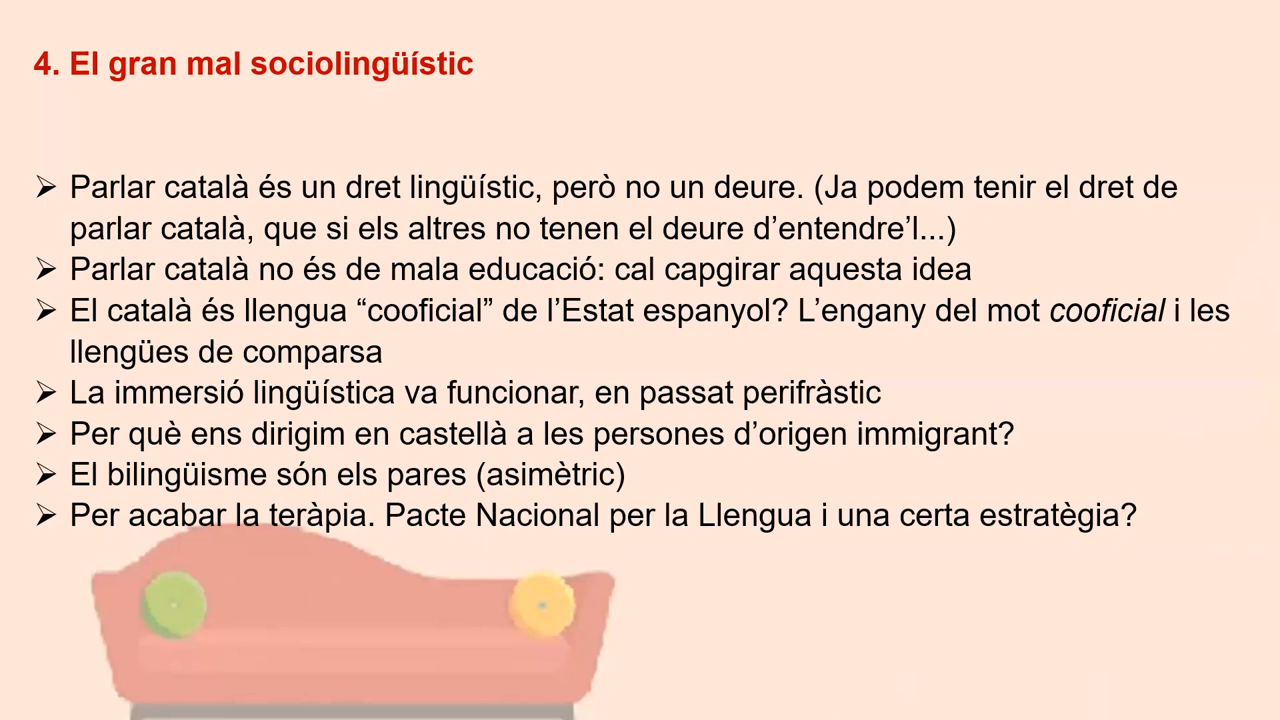 4. El gran mal sociolingüístic
➢ Parlar català és un dret lingüístic, però no un deure. (Ja podem tenir el dret de
parlar català, que si els altres no tenen el deure d’entendre’l...)
➢ Parlar català no és de mala educació: cal capgirar aquesta idea
➢ El català és llengua “cooficial” de l’Estat espanyol? L’engany del mot cooficial i les
llengües de comparsa
➢ La immersió lingüística va funcionar, en passat perifràstic
➢ Per què ens dirigim en castellà a les persones d’origen immigrant?
➢ El bilingüisme són els pares (asimètric)
➢ Per acabar la teràpia. Pacte Nacional per la Llengua i una certa estratègia?